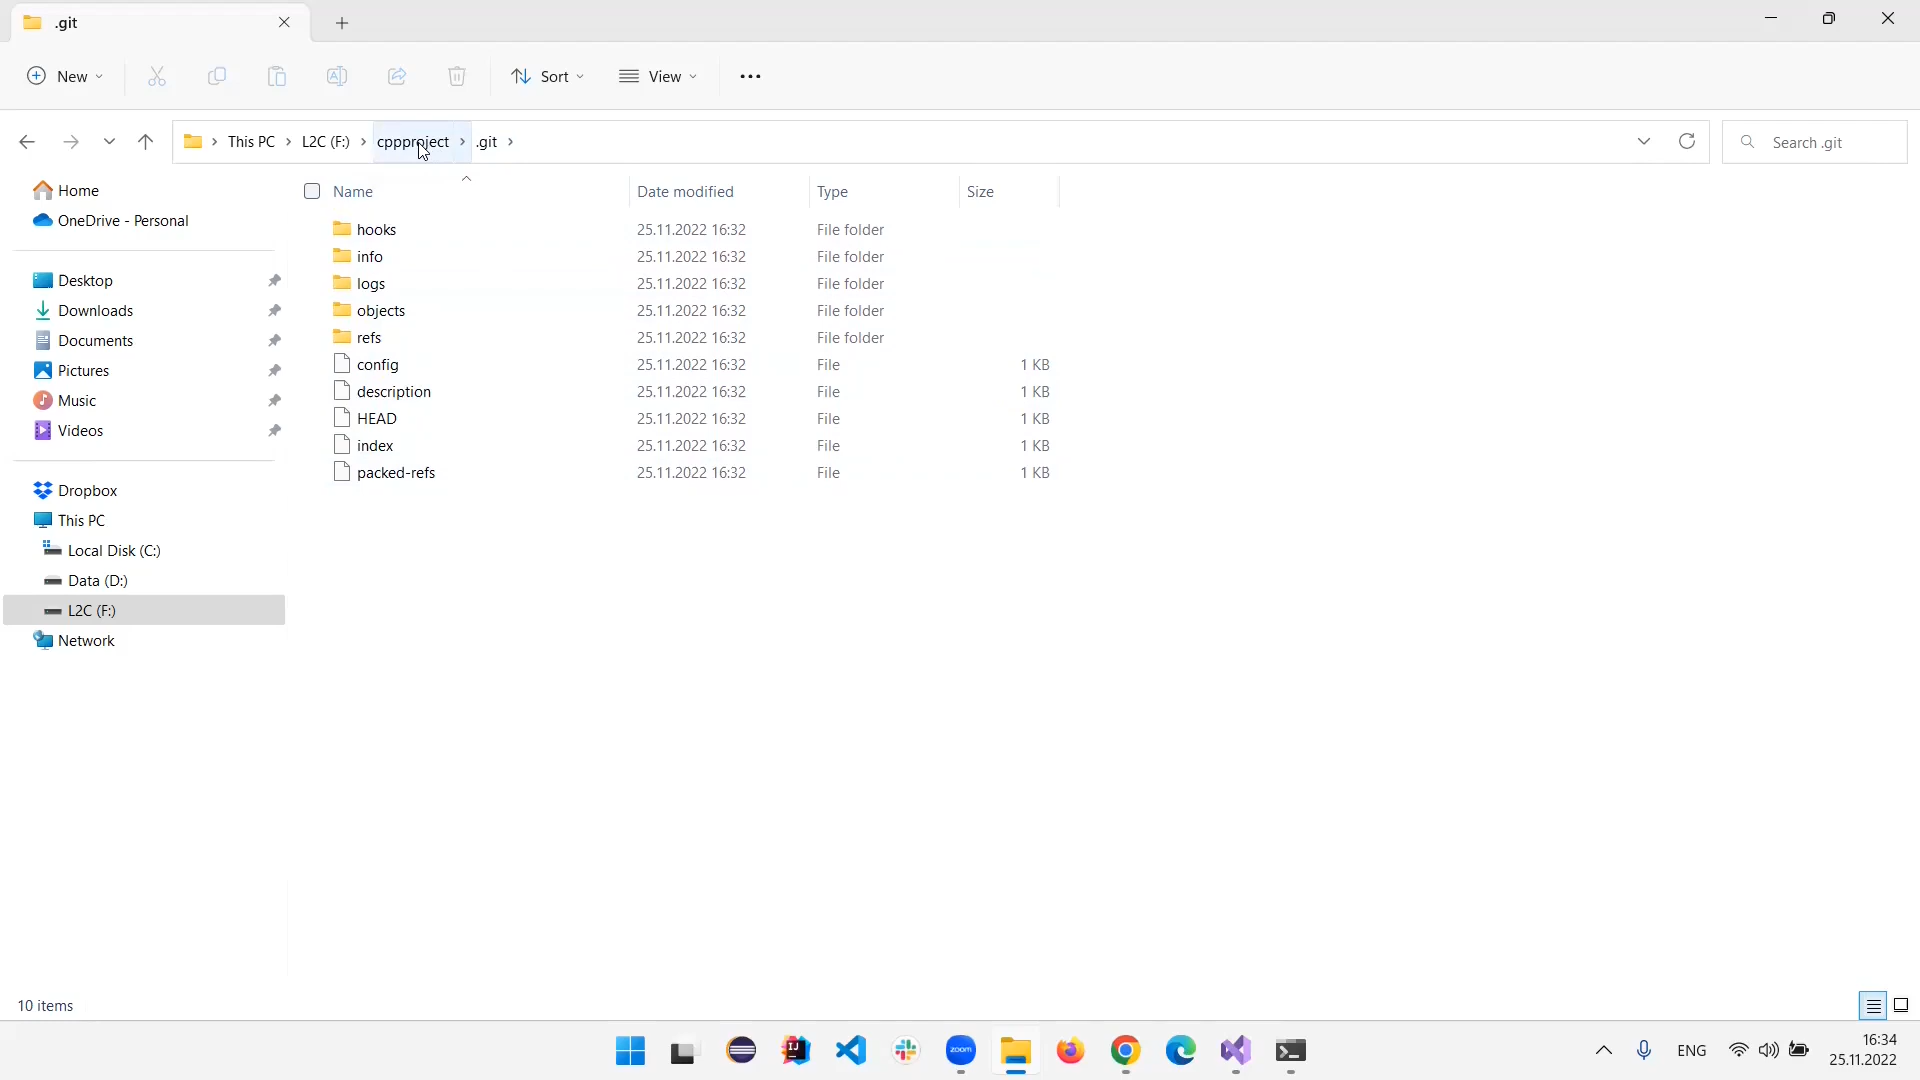 .git
New
Sort
View
This PC
L2C (F:)
cppproject
.git
Search .git
Home
OneDrive - Personal
Desktop
Downloads
Documents
Pictures
Music
Videos
Dropbox
This PC
Local Disk (C:)
Data (D:)
L2C (F:)
Network
Name Date modified Type Size
hooks 25.11.2022 16:32 File folder
info 25.11.2022 16:32 File folder
logs 25.11.2022 16:32 File folder
objects 25.11.2022 16:32 File folder
refs 25.11.2022 16:32 File folder
config 25.11.2022 16:32 File 1 KB
description 25.11.2022 16:32 File 1 KB
HEAD 25.11.2022 16:32 File 1 KB
index 25.11.2022 16:32 File 1 KB
packed-refs 25.11.2022 16:32 File 1 KB
10 items
IJ
zoom
ENG
16:34
25.11.2022